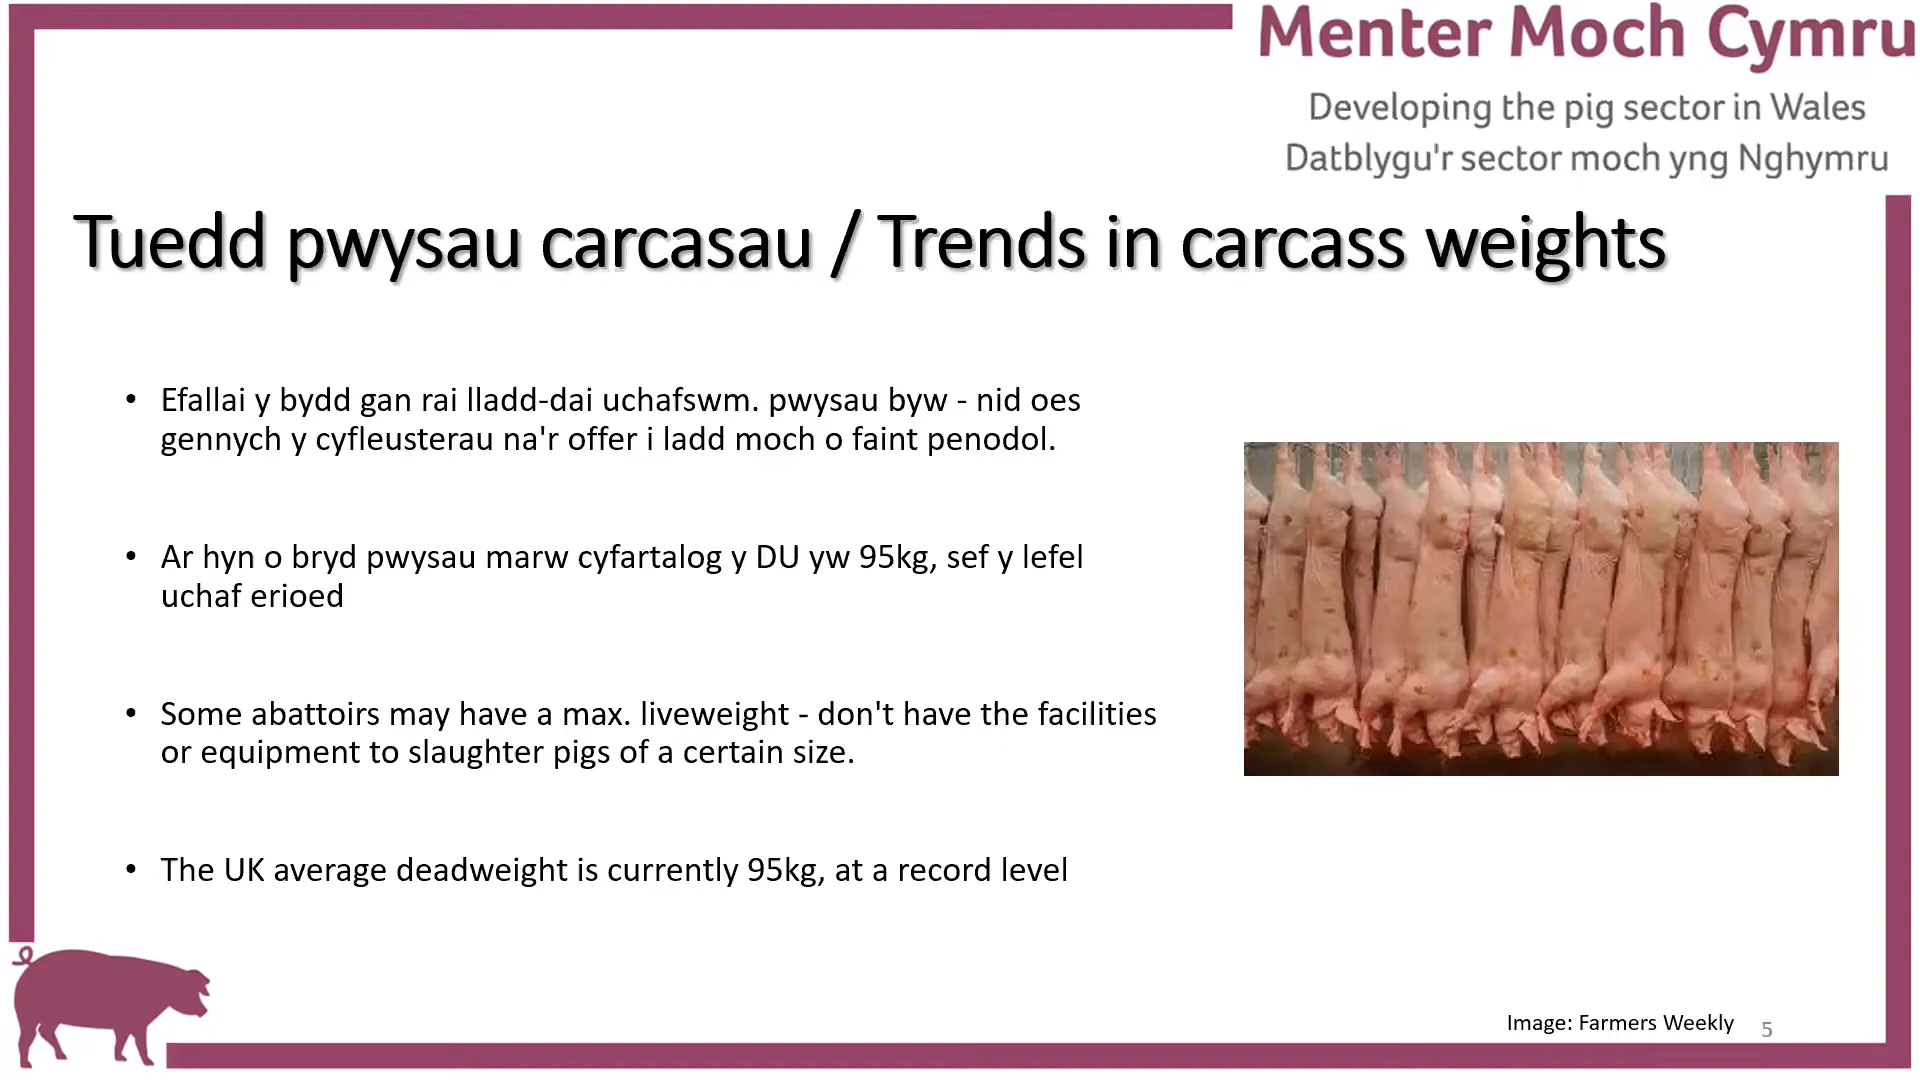 Menter Moch Cymru
Developing the pig sector in Wales
Datblygu'r sector moch yng Nghymru
Tuedd pwysau carcasau / Trends in carcass weights
• Efallai y bydd gan rai lladd-dai uchafswm. pwysau byw - nid oes
gennych y cyfleusterau na'r offer i ladd moch o faint penodol.
• Ar hyn o bryd pwysau marw cyfartalog y DU yw 95kg, sef y lefel
uchaf erioed
• Some abattoirs may have a max. liveweight - don't have the facilities
or equipment to slaughter pigs of a certain size.
• The UK average deadweight is currently 95kg, at a record level
Image: Farmers Weekly
5